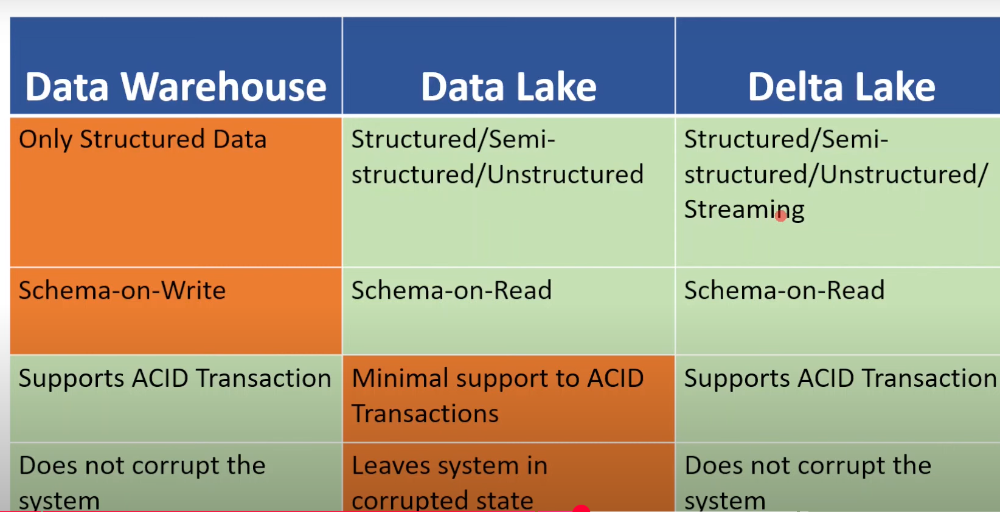 Data Warehouse
Data Lake
Delta Lake
Only Structured Data
Structured/Semi-
structured/Unstructured
Structured/Semi-
structured/Unstructured/
Streaming
Schema-on-Write
Schema-on-Read
Schema-on-Read
Supports ACID Transaction
Minimal support to ACID
Transactions
Supports ACID Transaction
Does not corrupt the
system
Leaves system in
corrupted state
Does not corrupt the
system